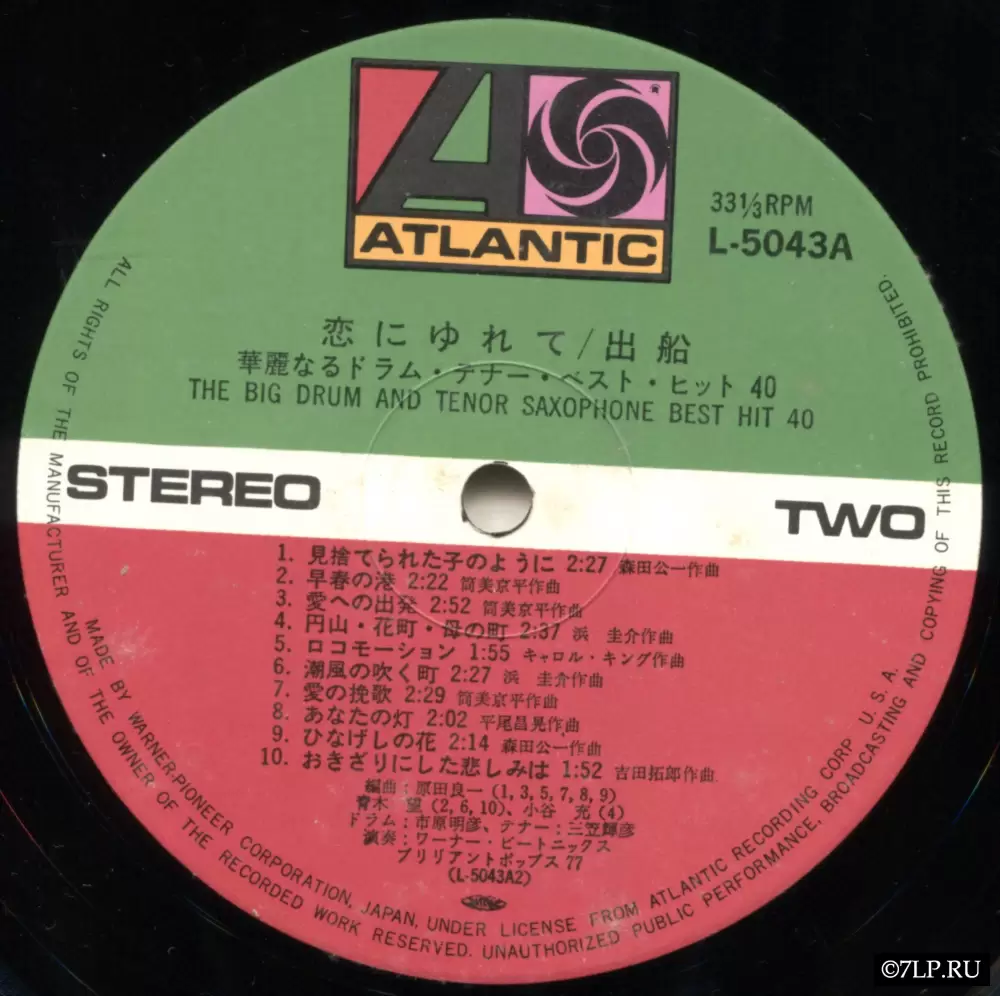 ATLANTIC
33⅓RPM
L-5043A
恋にゆれて/出船
華麗なるドラム・テナー・ベスト・ヒット 40
THE BIG DRUM AND TENOR SAXOPHONE BEST HIT 40
STEREO
TWO
1. 見捨てられた子のように 2:27 森田公一作曲
2. 早春の港 2:22 筒美京平作曲
3. 愛への出発 2:52 筒美京平作曲
4. 円山・花町・母の町 2:37 浜 圭介作曲
5. ロコモーション 1:55 キャロル・キング作曲
6. 潮風の吹く町 2:27 浜 圭介作曲
7. 愛の挽歌 2:29 筒美京平作曲
8. あなたの灯 2:02 平尾昌晃作曲
9. ひなげしの花 2:14 森田公一作曲
10. おきざりにした悲しみは 1:52 吉田拓郎作曲
編曲:原田良一(1,3,5,7,8,9)
青木 望(2,6,10)、小谷 充(4)
ドラム:市原明彦、テナー:三笠輝彦
演奏:ワーナー・ビートニックス
ブリリアントポップス77
(L-5043A2)
ALL RIGHTS OF THE MANUFACTURER AND OF THE OWNER OF THE RECORDED WORK RESERVED. UNAUTHORIZED PUBLIC PERFORMANCE, BROADCASTING AND COPYING OF THIS RECORD PROHIBITED.
MADE BY WARNER-PIONEER CORPORATION, JAPAN, UNDER LICENSE FROM ATLANTIC RECORDING CORP. U. S. A.
©7LP.RU